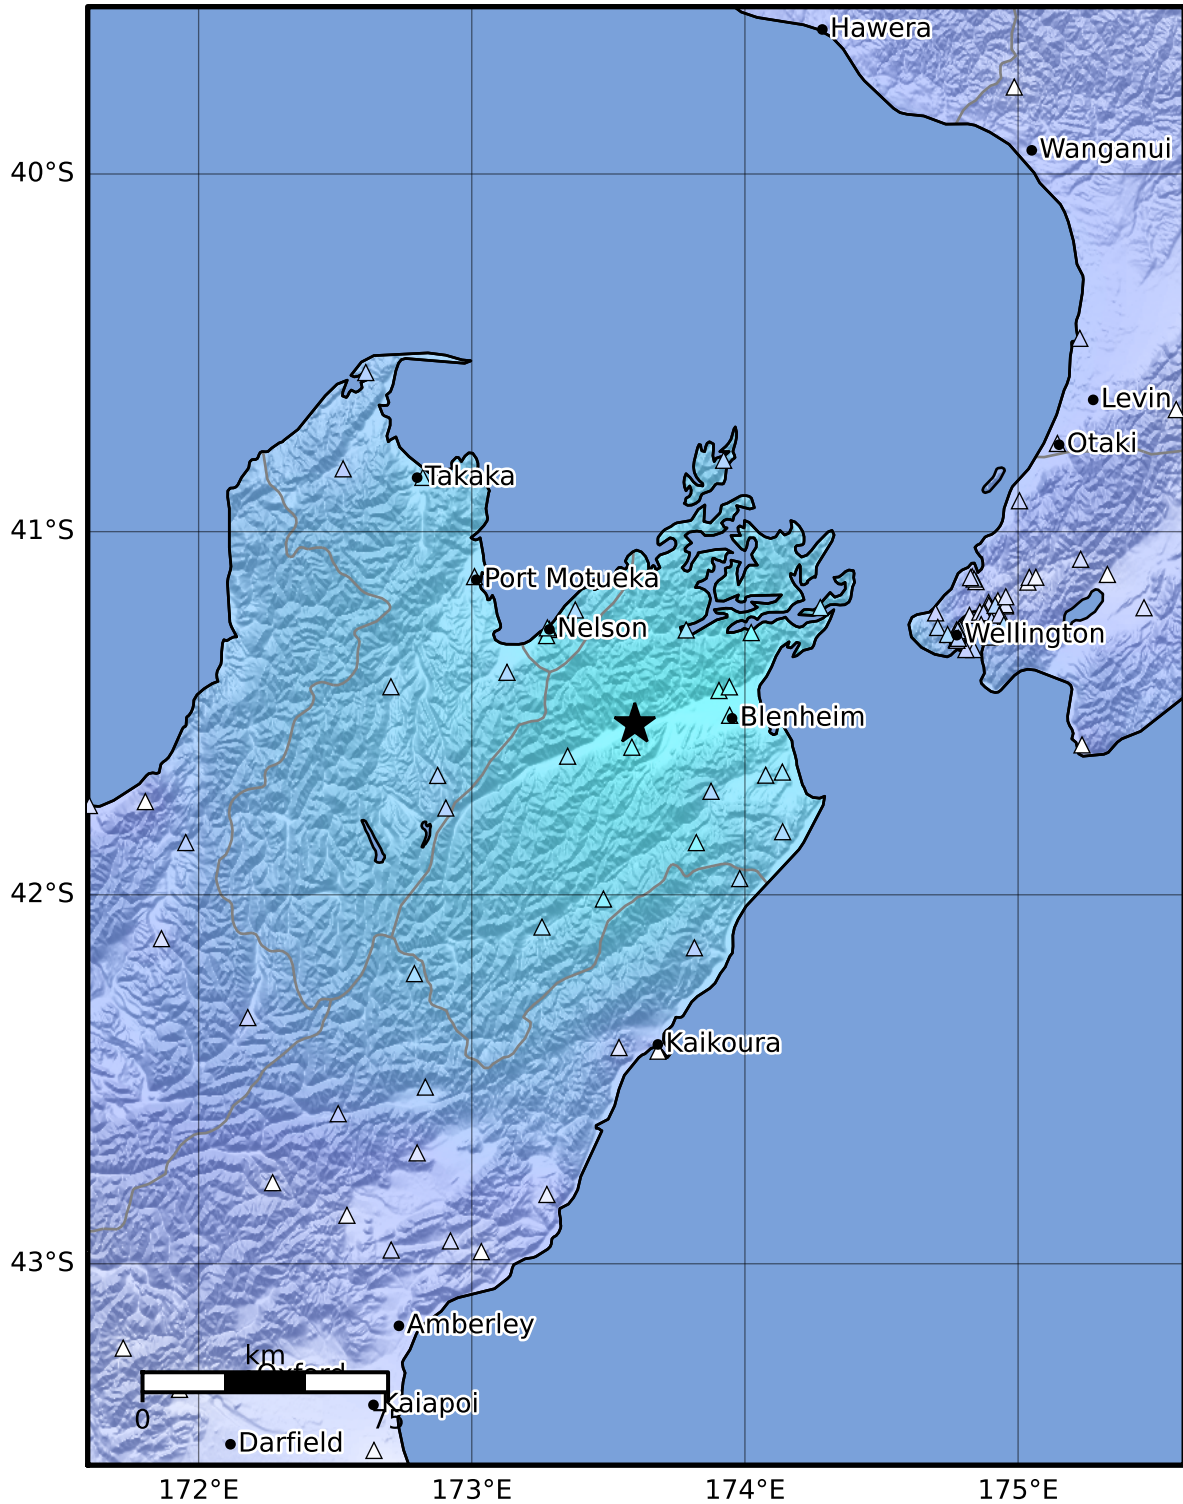 Hawera
Wanganui
40°S
Levin
Otaki
Takaka
41°S
Port Motueka
Nelson
Wellington
Blenheim
42°S
Kaikoura
43°S
Amberley
km
Oxford
Kaiapoi
0
75
Darfield
172°E
173°E
174°E
175°E